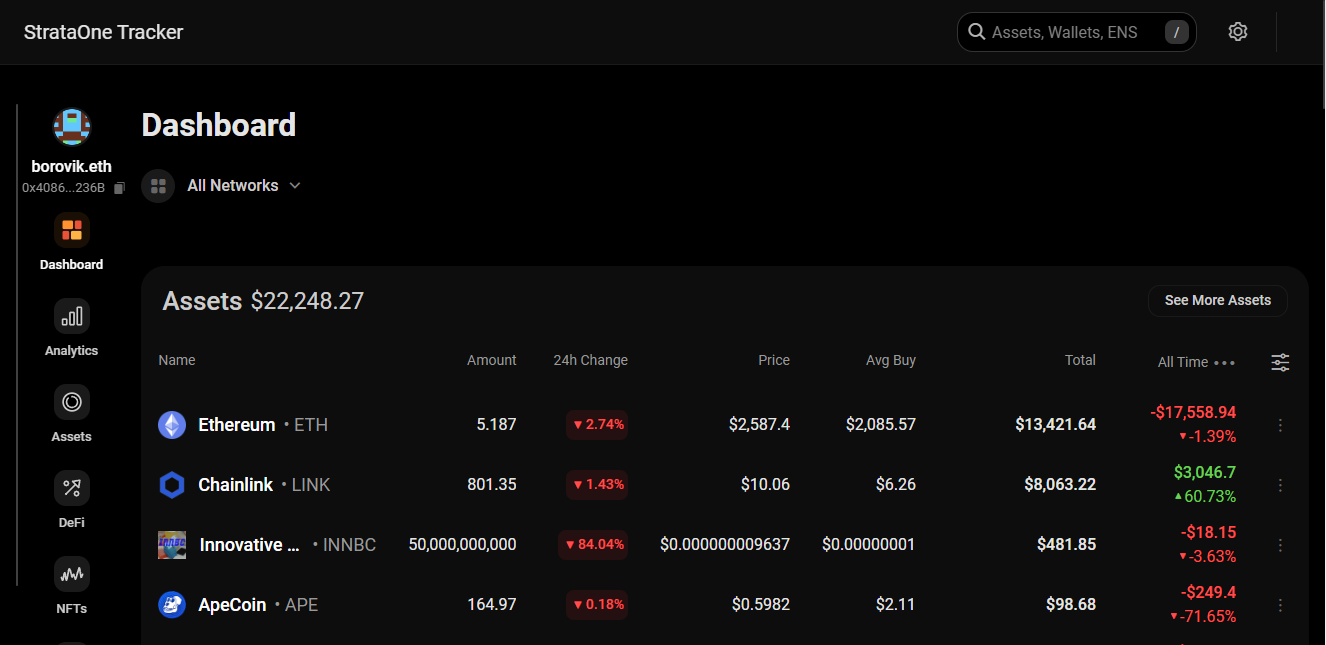 StrataOne Tracker
Assets, Wallets, ENS /
borovik.eth
0x4086...236B
Dashboard
Analytics
Assets
DeFi
NFTs
Dashboard
All Networks
Assets $22,248.27
See More Assets
Name Amount 24h Change Price Avg Buy Total All Time
Ethereum • ETH 5.187 ▼2.74% $2,587.4 $2,085.57 $13,421.64 -$17,558.94
▼-1.39%
Chainlink • LINK 801.35 ▼1.43% $10.06 $6.26 $8,063.22 $3,046.7
▲60.73%
Innovative ... • INNBC 50,000,000,000 ▼84.04% $0.000000009637 $0.00000001 $481.85 -$18.15
▼-3.63%
ApeCoin • APE 164.97 ▼0.18% $0.5982 $2.11 $98.68 -$249.4
▼-71.65%